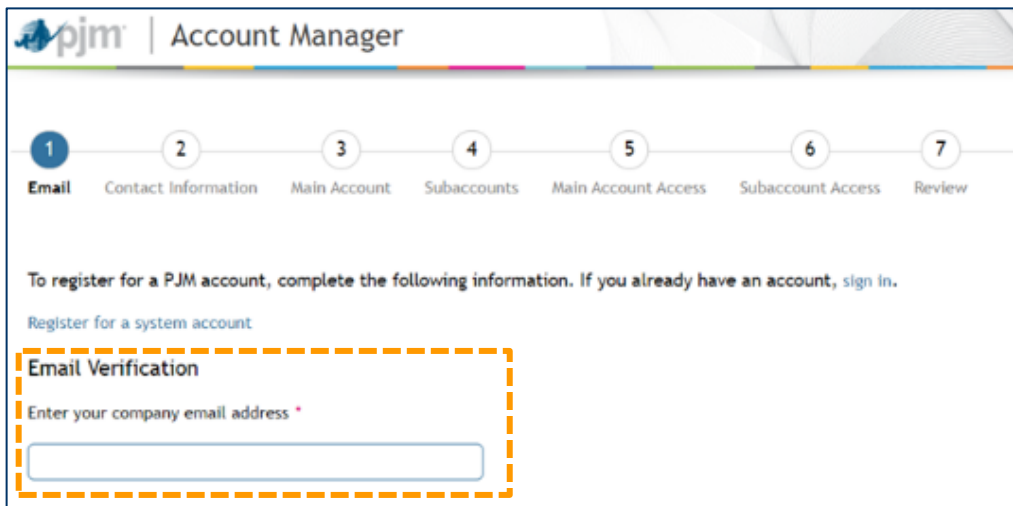 pjm | Account Manager
1 2 3 4 5 6 7
Email Contact Information Main Account Subaccounts Main Account Access Subaccount Access Review
To register for a PJM account, complete the following information. If you already have an account, sign in.
Register for a system account
Email Verification
Enter your company email address *